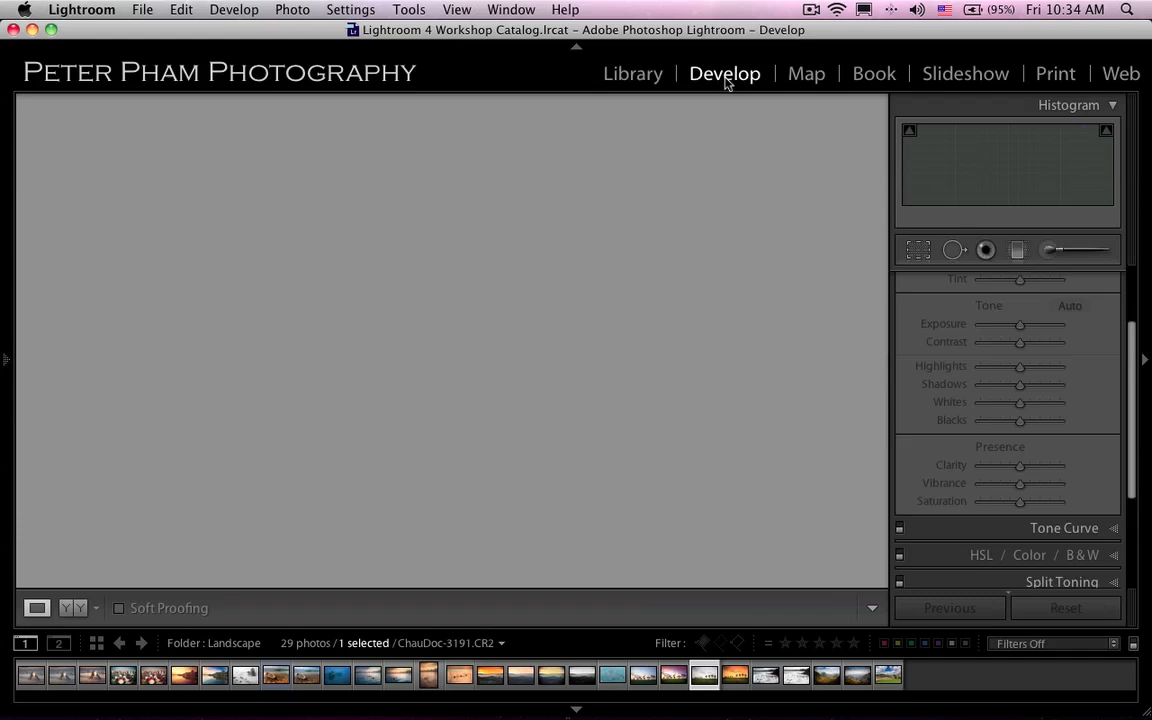 Lightroom File Edit Develop Photo Settings Tools View Window Help (95%) Fri 10:34 AM
Lightroom 4 Workshop Catalog.lrcat – Adobe Photoshop Lightroom – Develop
Peter Pham Photography
Library | Develop | Map | Book | Slideshow | Print | Web
Histogram
Tint
Tone Auto
Exposure
Contrast
Highlights
Shadows
Whites
Blacks
Presence
Clarity
Vibrance
Saturation
Tone Curve
HSL / Color / B & W
Split Toning
Y Y Soft Proofing
Previous Reset
1 2 Folder : Landscape 29 photos / 1 selected / ChauDoc-3191.CR2 Filter : Filters Off